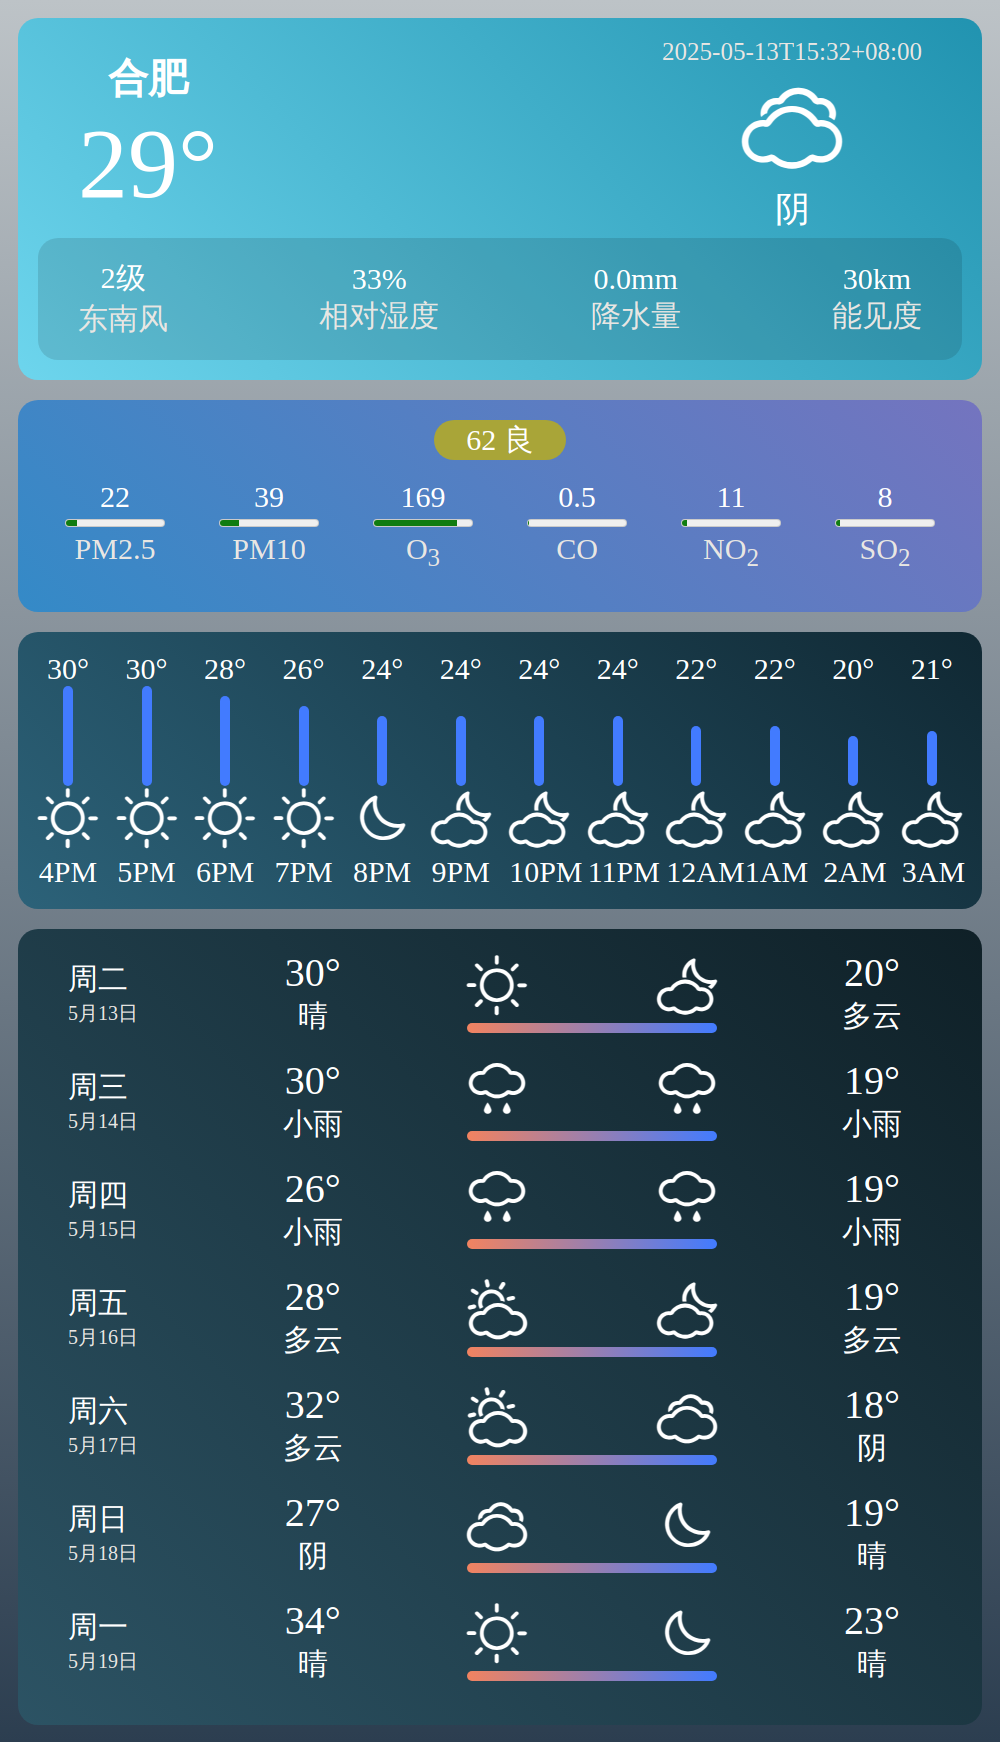 合肥
29°
2025-05-13T15:32+08:00
阴
2级 33% 0.0mm 30km
东南风 相对湿度 降水量 能见度
62 良
22 39 169 0.5 11 8
PM2.5 PM10 O3 CO NO2 SO2
30° 30° 28° 26° 24° 24° 24° 24° 22° 22° 20° 21°
4PM 5PM 6PM 7PM 8PM 9PM 10PM 11PM 12AM 1AM 2AM 3AM
周二 30° 20°
5月13日 晴 多云
周三 30° 19°
5月14日 小雨 小雨
周四 26° 19°
5月15日 小雨 小雨
周五 28° 19°
5月16日 多云 多云
周六 32° 18°
5月17日 多云 阴
周日 27° 19°
5月18日 阴 晴
周一 34° 23°
5月19日 晴 晴